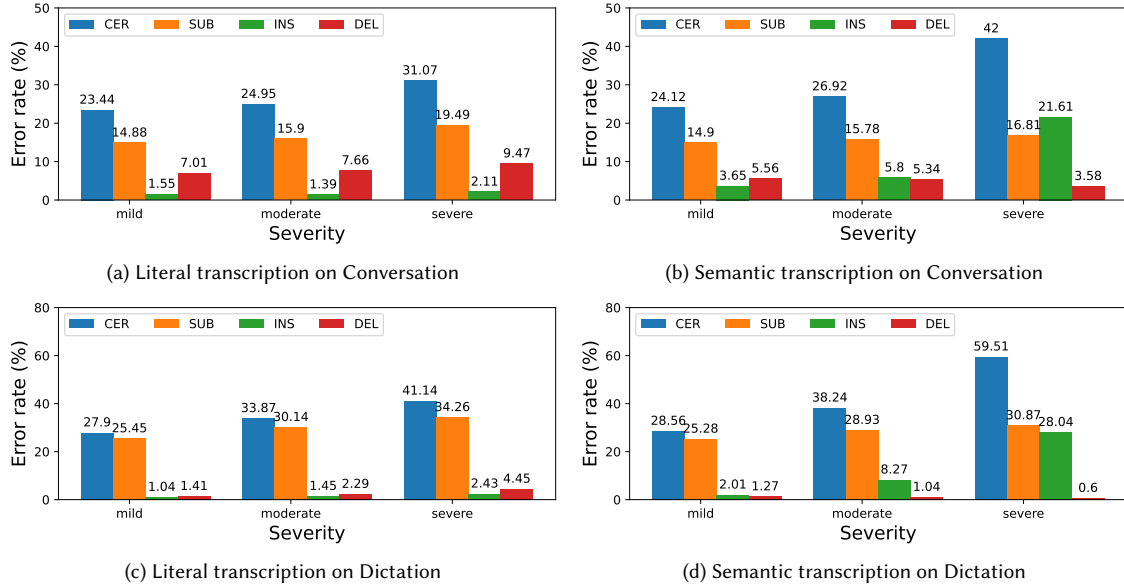 50
40
30
20
10
0
Error rate (%)
CER SUB INS DEL
23.44 14.88 1.55 7.01
24.95 15.9 1.39 7.66
31.07 19.49 2.11 9.47
mild moderate severe
Severity
(a) Literal transcription on Conversation
50
40
30
20
10
0
Error rate (%)
CER SUB INS DEL
24.12 14.9 3.65 5.56
26.92 15.78 5.8 5.34
42 16.81 21.61 3.58
mild moderate severe
Severity
(b) Semantic transcription on Conversation
80
60
40
20
0
Error rate (%)
CER SUB INS DEL
27.9 25.45 1.04 1.41
33.87 30.14 1.45 2.29
41.14 34.26 2.43 4.45
mild moderate severe
Severity
(c) Literal transcription on Dictation
80
60
40
20
0
Error rate (%)
CER SUB INS DEL
28.56 25.28 2.01 1.27
38.24 28.93 8.27 1.04
59.51 30.87 28.04 0.6
mild moderate severe
Severity
(d) Semantic transcription on Dictation